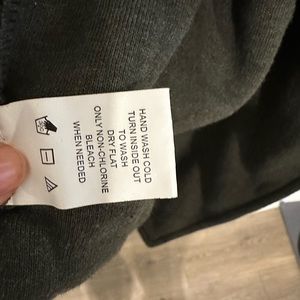 HAND WASH COLD
TURN INSIDE OUT
TO WASH
DRY FLAT
ONLY NON-CHLORINE
BLEACH
WHEN NEEDED